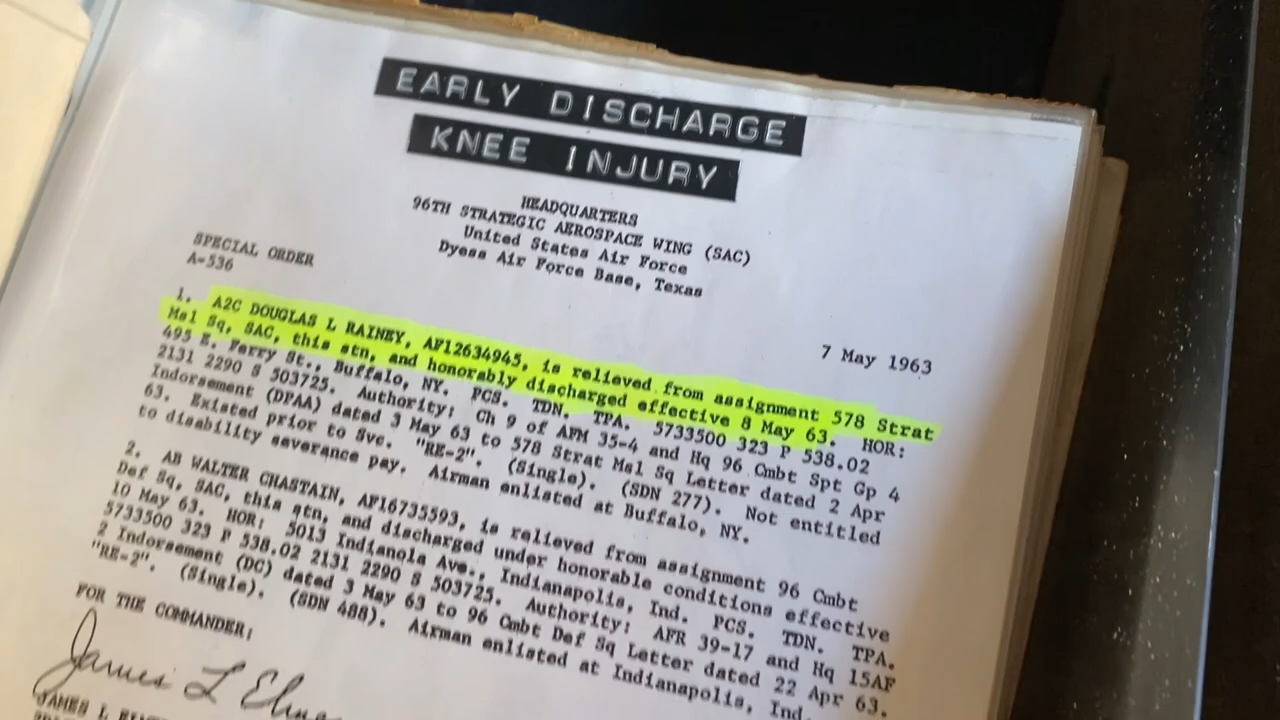 EARLY DISCHARGE
KNEE INJURY
HEADQUARTERS
96TH STRATEGIC AEROSPACE WING (SAC)
United States Air Force
Dyess Air Force Base, Texas
SPECIAL ORDER
A-536
7 May 1963
1. A2C DOUGLAS L RAINEY, AF12634945, is relieved from assignment 578 Strat
Msl Sq, SAC, this stn, and honorably discharged effective 8 May 63. HOR:
495 E. Ferry St., Buffalo, NY. PCS. TDN. TPA. 5733500 323 P 538.02
2131 2290 S 503725. Authority: Ch 9 of AFM 35-4 and Hq 96 Cmbt Spt Gp 4
Indorsement (DPAA) dated 3 May 63 to 578 Strat Msl Sq Letter dated 2 Apr
63. Existed prior to Svc. "RE-2". (Single). (SDN 277). Not entitled
to disability severance pay. Airman enlisted at Buffalo, NY.
2. AB WALTER CHASTAIN, AF16735593, is relieved from assignment 96 Cmbt
Def Sq, SAC, this stn, and discharged under honorable conditions effective
10 May 63. HOR: 5013 Indianola Ave., Indianapolis, Ind. PCS. TDN. TPA.
5733500 323 P 538.02 2131 2290 S 503725. Authority: AFR 39-17 and Hq 15AF
2 Indorsement (DC) dated 3 May 63 to 96 Cmbt Def Sq Letter dated 22 Apr 63.
"RE-2". (Single). (SDN 488). Airman enlisted at Indianapolis, Ind.
FOR THE COMMANDER:
James L
JAMES L